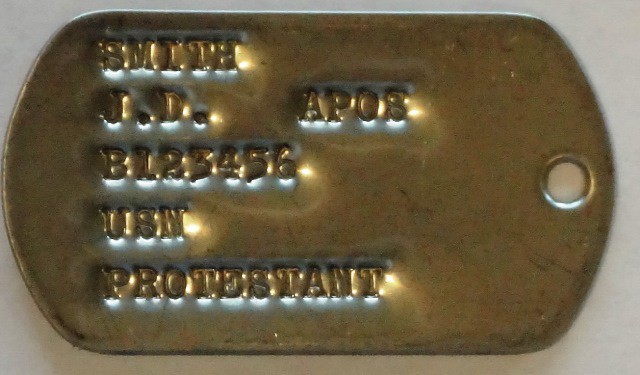 SMITH
J.D. APOS
B123456
USN
PROTESTANT